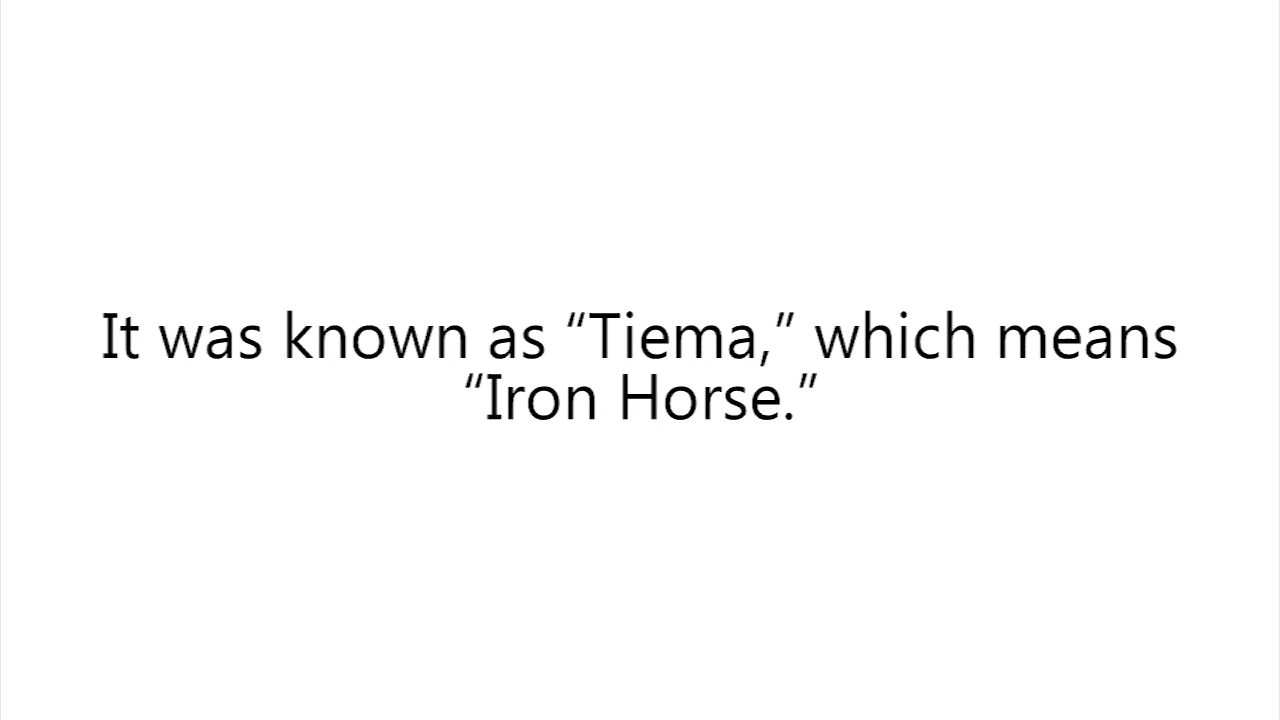 It was known as “Tiema,” which means
“Iron Horse.”